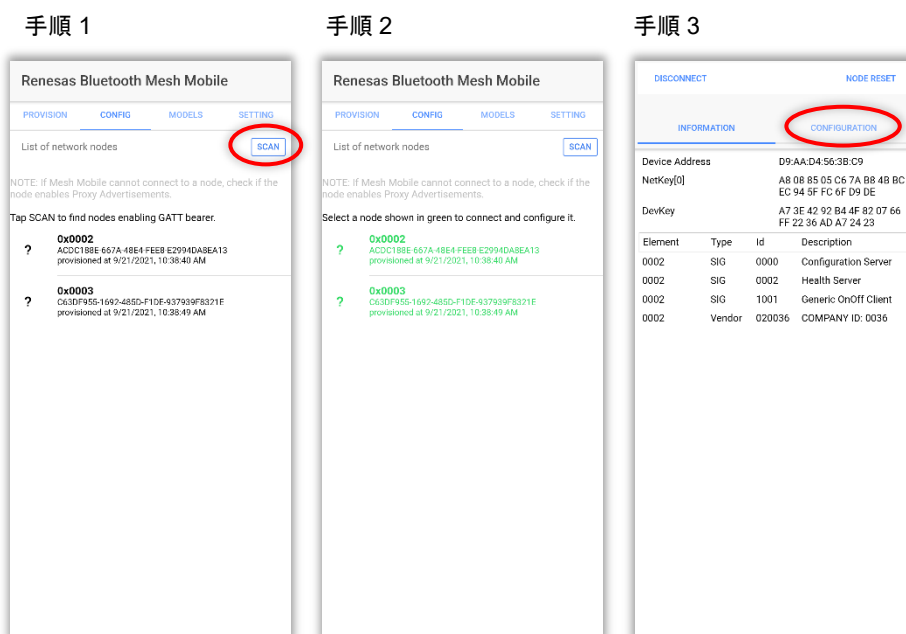 手順 1
Renesas Bluetooth Mesh Mobile
PROVISION CONFIG MODELS SETTING
List of network nodes SCAN
NOTE: If Mesh Mobile cannot connect to a node, check if the
node enables Proxy Advertisements.
Tap SCAN to find nodes enabling GATT bearer.
? 0x0002
ACDC188E-667A-48E4-FEE8-E2994DA8EA13
provisioned at 9/21/2021, 10:38:40 AM
? 0x0003
C63DF955-1692-485D-F1DE-937939F8321E
provisioned at 9/21/2021, 10:38:49 AM
手順 2
Renesas Bluetooth Mesh Mobile
PROVISION CONFIG MODELS SETTING
List of network nodes SCAN
NOTE: If Mesh Mobile cannot connect to a node, check if the
node enables Proxy Advertisements.
Select a node shown in green to connect and configure it.
? 0x0002
ACDC188E-667A-48E4-FEE8-E2994DA8EA13
provisioned at 9/21/2021, 10:38:40 AM
? 0x0003
C63DF955-1692-485D-F1DE-937939F8321E
provisioned at 9/21/2021, 10:38:49 AM
手順 3
DISCONNECT NODE RESET
INFORMATION CONFIGURATION
Device Address D9:AA:D4:56:3B:C9
NetKey[0] A8 08 85 05 C6 7A B8 4B BC
EC 94 5F FC 6F D9 DE
DevKey A7 3E 42 92 B4 4F 82 07 66
FF 22 36 AD A7 24 23
Element Type Id Description
0002 SIG 0000 Configuration Server
0002 SIG 0002 Health Server
0002 SIG 1001 Generic OnOff Client
0002 Vendor 020036 COMPANY ID: 0036